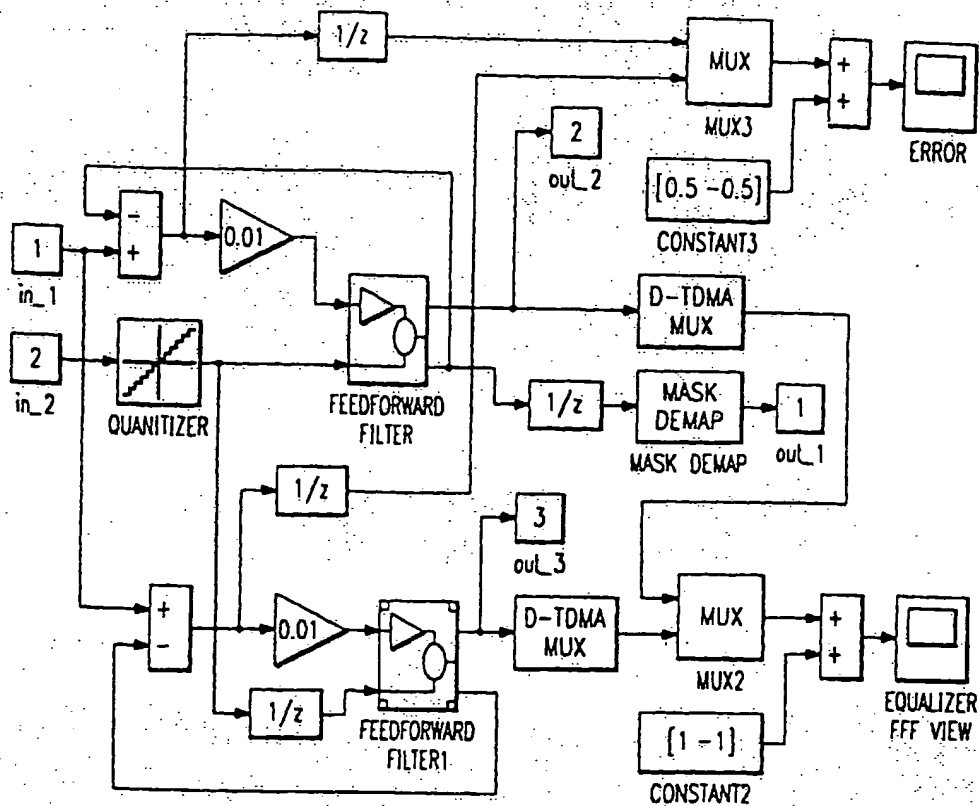 1/z
MUX
MUX3
+
+
ERROR
2
out_2
[0.5 -0.5]
CONSTANT3
-
+
0.01
1
in_1
2
in_2
QUANITIZER
FEEDFORWARD
FILTER
D-TDMA
MUX
1/z
MASK
DEMAP
MASK DEMAP
1
out_1
1/z
3
out_3
+
-
0.01
1/z
FEEDFORWARD
FILTER1
D-TDMA
MUX
MUX
MUX2
+
+
EQUALIZER
FFF VIEW
[1 -1]
CONSTANT2